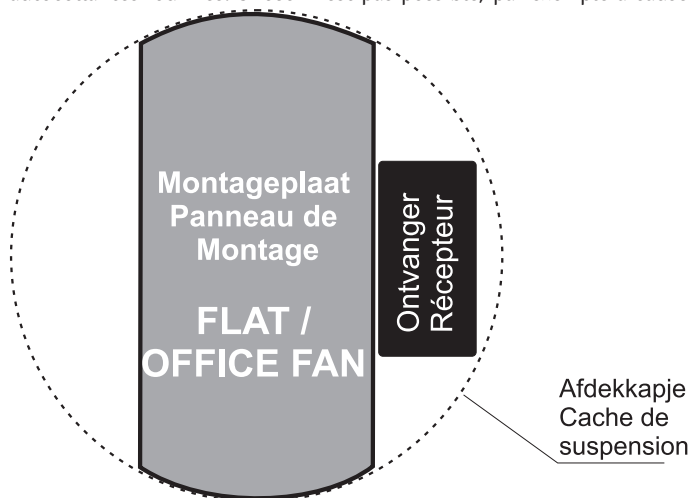 Montageplaat
Panneau de
Montage
FLAT /
OFFICE FAN
Ontvanger
Récepteur
Afdekkapje
Cache de
suspension